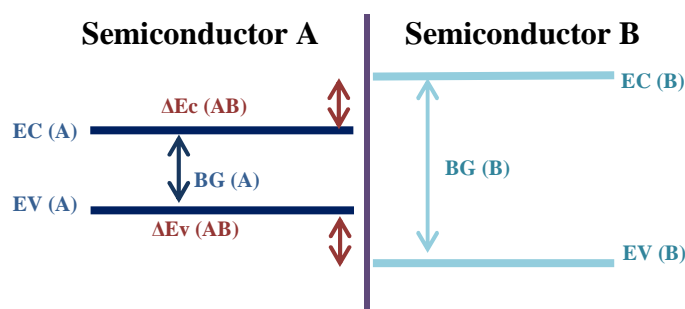 Semiconductor A
Semiconductor B
EC (B)
ΔEc (AB)
EC (A)
BG (A)
BG (B)
EV (A)
ΔEv (AB)
EV (B)